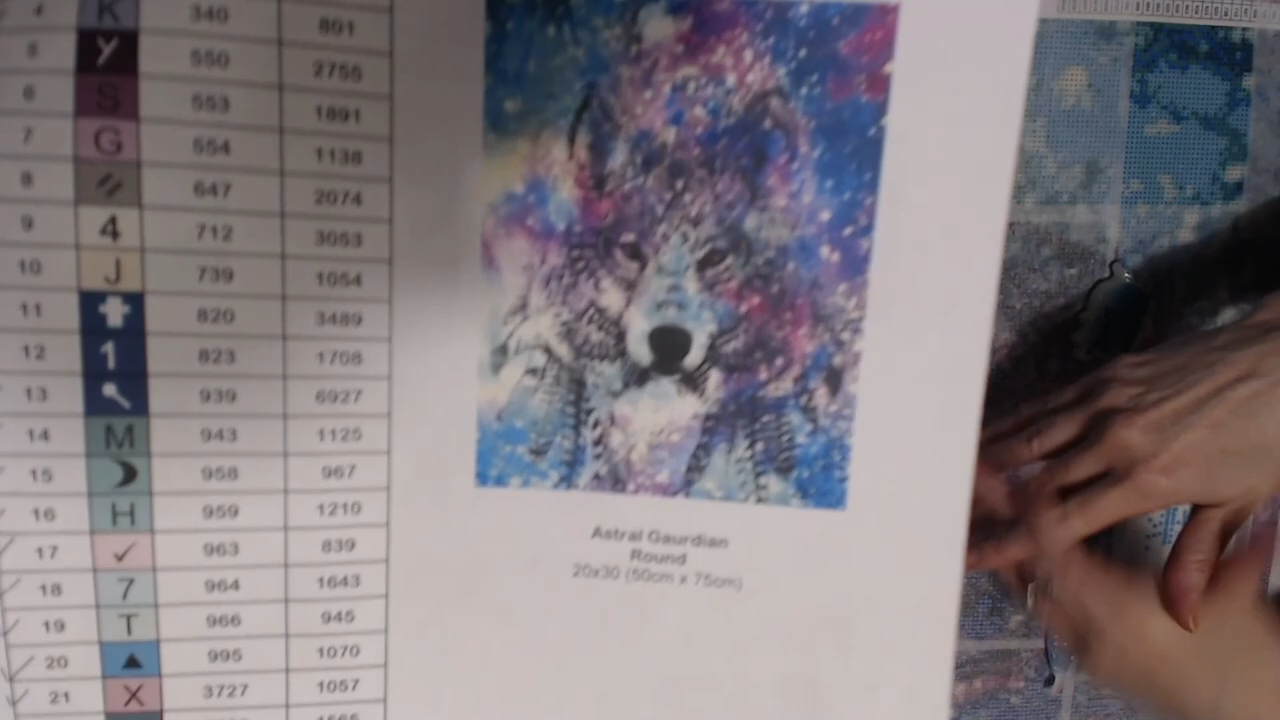 4 K 340 801
5 Y 550 2755
6 S 553 1891
7 G 554 1138
8 647 2074
9 4 712 3053
10 J 739 1054
11 820 3489
12 1 823 1708
13 939 6927
14 M 943 1125
15 958 967
16 H 959 1210
17 ✓ 963 839
18 7 964 1643
19 T 966 945
20 ▲ 995 1070
21 X 3727 1057
Astral Gaurdian
Round
20x30 (50cm x 75cm)